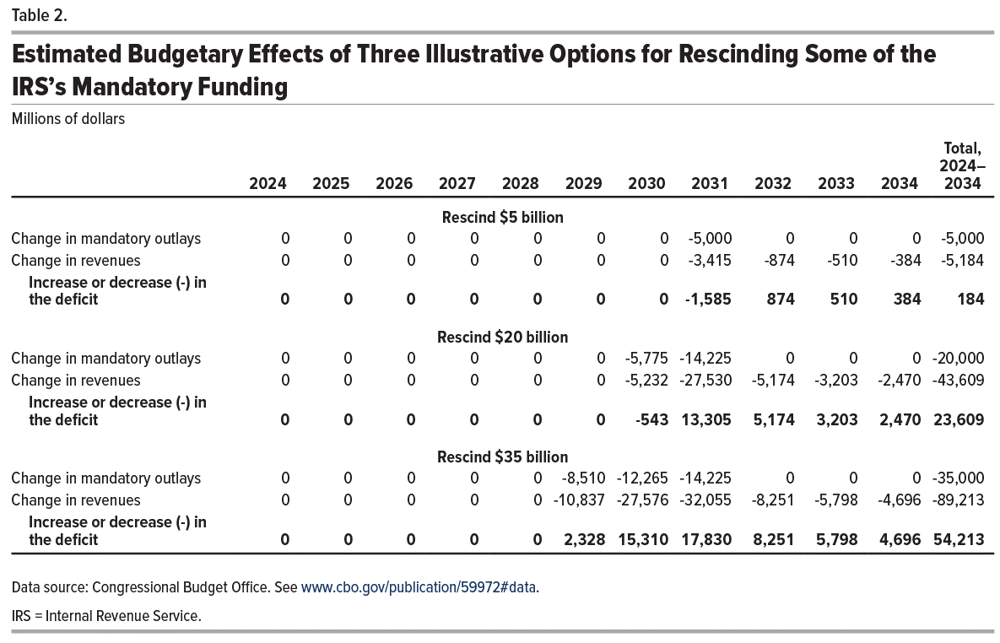 Table 2.
Estimated Budgetary Effects of Three Illustrative Options for Rescinding Some of the
IRS’s Mandatory Funding
Millions of dollars
Total,
2024–
2024 2025 2026 2027 2028 2029 2030 2031 2032 2033 2034 2034
Rescind $5 billion
Change in mandatory outlays 0 0 0 0 0 0 0 -5,000 0 0 0 -5,000
Change in revenues 0 0 0 0 0 0 0 -3,415 -874 -510 -384 -5,184
Increase or decrease (-) in
the deficit 0 0 0 0 0 0 0 -1,585 874 510 384 184
Rescind $20 billion
Change in mandatory outlays 0 0 0 0 0 0 -5,775 -14,225 0 0 0 -20,000
Change in revenues 0 0 0 0 0 0 -5,232 -27,530 -5,174 -3,203 -2,470 -43,609
Increase or decrease (-) in
the deficit 0 0 0 0 0 0 -543 13,305 5,174 3,203 2,470 23,609
Rescind $35 billion
Change in mandatory outlays 0 0 0 0 0 -8,510 -12,265 -14,225 0 0 0 -35,000
Change in revenues 0 0 0 0 0 -10,837 -27,576 -32,055 -8,251 -5,798 -4,696 -89,213
Increase or decrease (-) in
the deficit 0 0 0 0 0 2,328 15,310 17,830 8,251 5,798 4,696 54,213
Data source: Congressional Budget Office. See www.cbo.gov/publication/59972#data.
IRS = Internal Revenue Service.